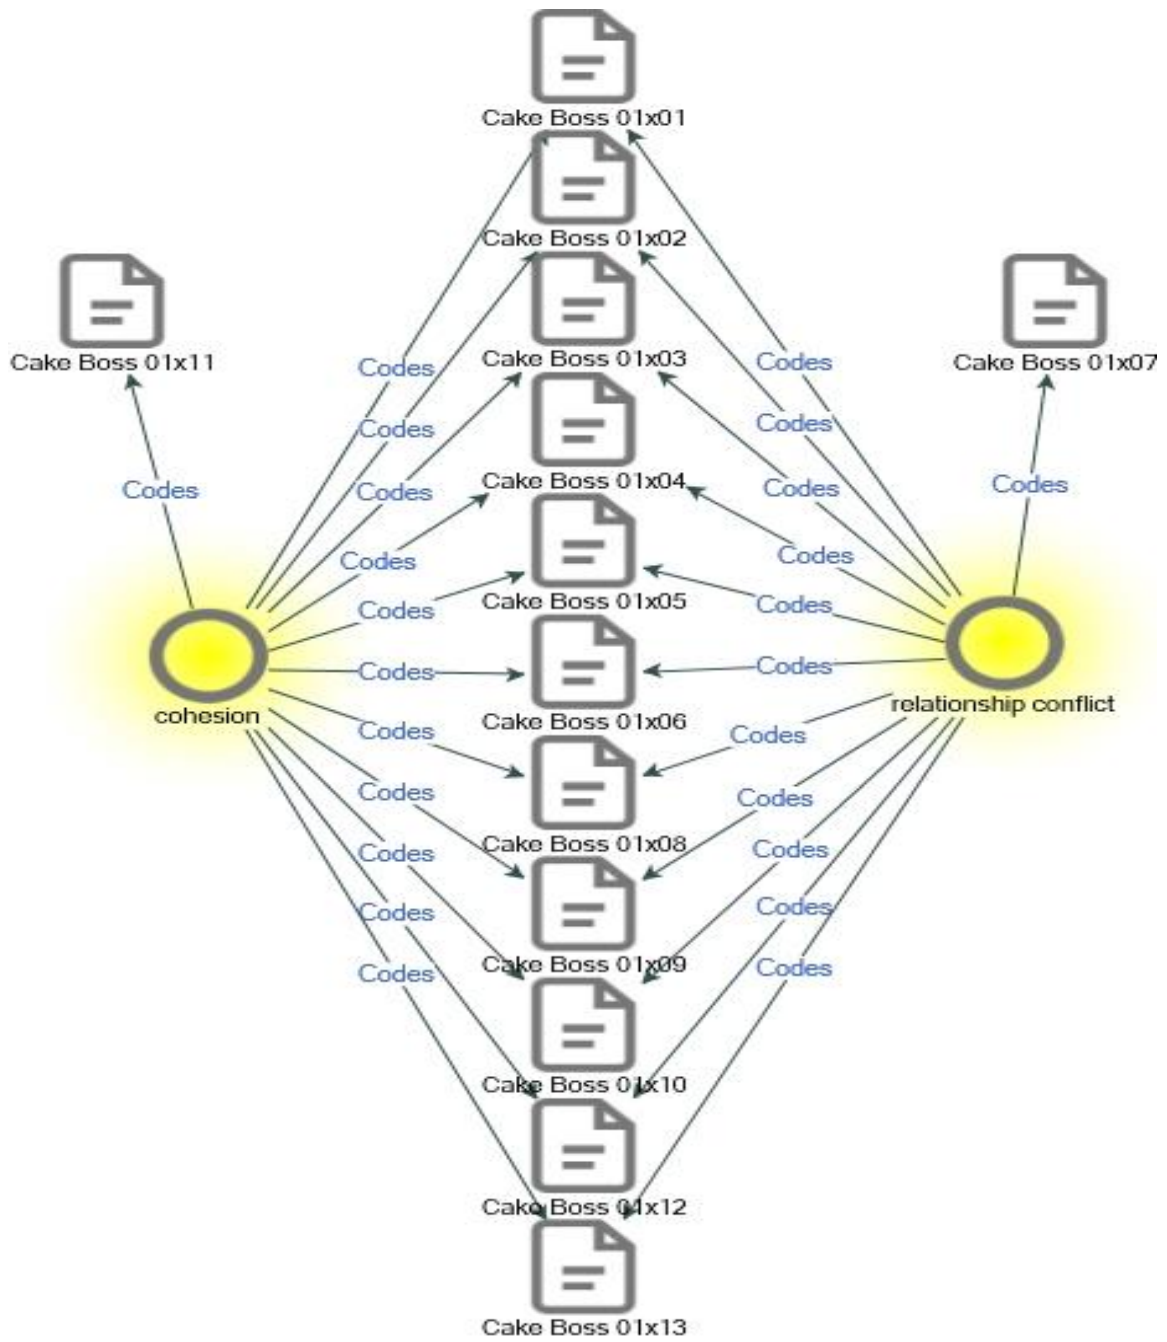 Cake Boss 01x01
Cake Boss 01x02
Cake Boss 01x11
Codes
Cake Boss 01x03
Codes
Cake Boss 01x07
Codes
Codes
Codes
Codes
Cake Boss 01x04
Codes
Codes
Codes
Codes
Codes
Cake Boss 01x05
Codes
Codes
Codes
cohesion
Cake Boss 01x06
relationship conflict
Codes
Codes
Codes
Codes
Cake Boss 01x08
Codes
Codes
Codes
Codes
Cake Boss 01x09
Codes
Codes
Cake Boss 01x10
Cake Boss 01x12
Cake Boss 01x13